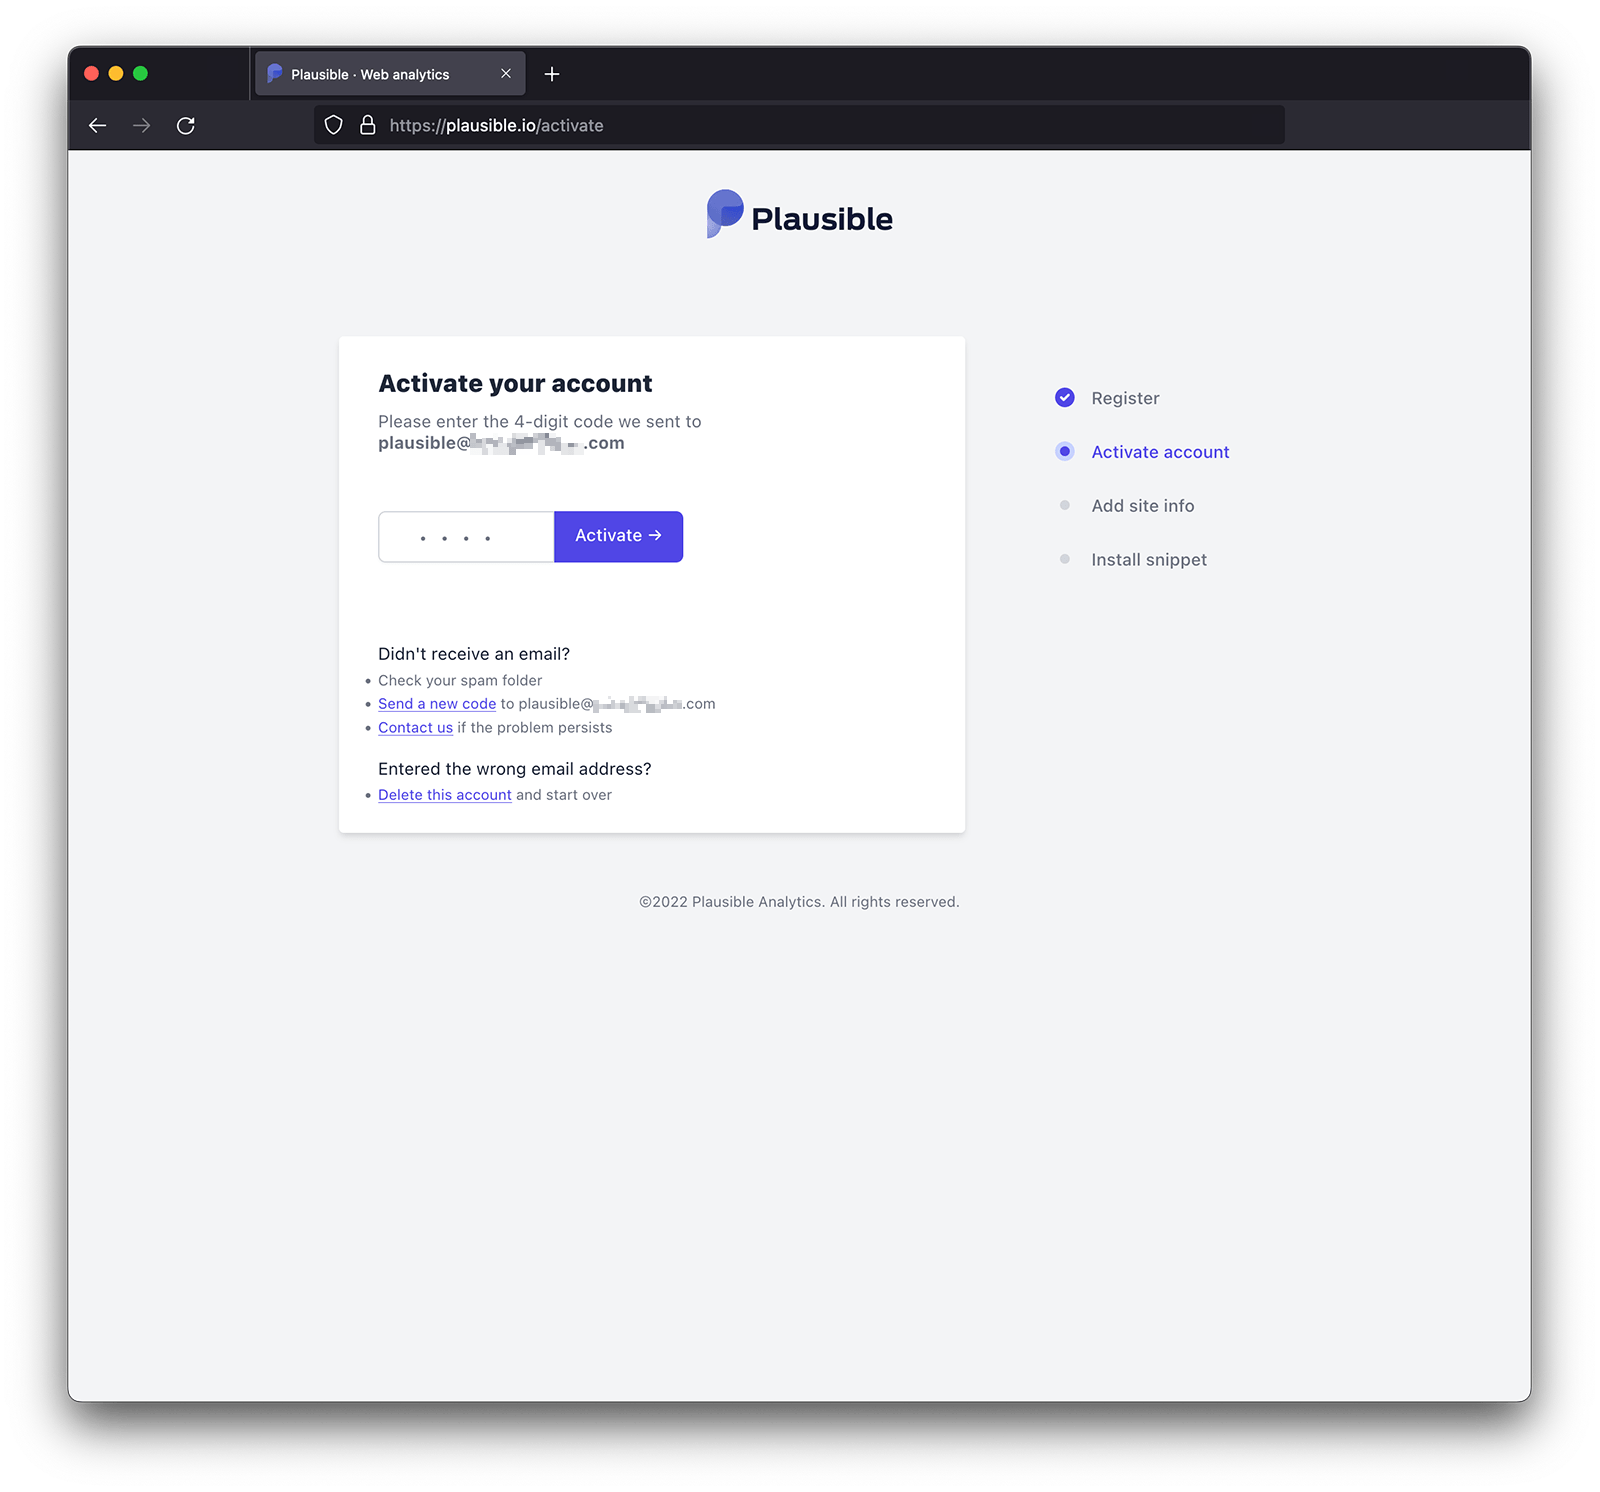 Plausible · Web analytics
https://plausible.io/activate
Plausible
Activate your account
Please enter the 4-digit code we sent to
plausible@ .com
Activate →
Didn't receive an email?
• Check your spam folder
• Send a new code to plausible@ .com
• Contact us if the problem persists
Entered the wrong email address?
• Delete this account and start over
Register
Activate account
Add site info
Install snippet
©2022 Plausible Analytics. All rights reserved.